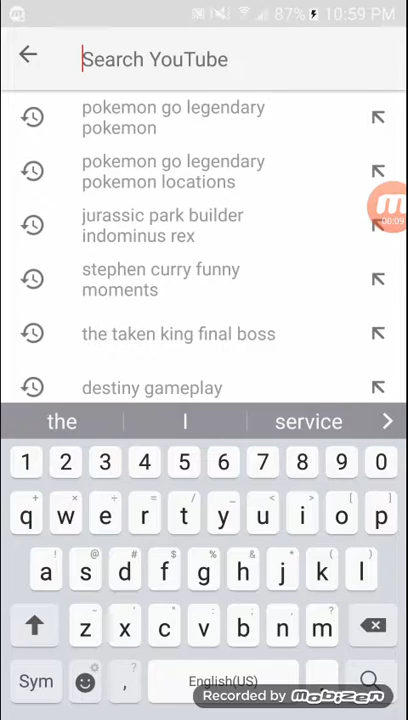 87% 10:59 PM
Search YouTube
pokemon go legendary
pokemon
pokemon go legendary
pokemon locations
00:09
jurassic park builder
indominus rex
stephen curry funny
moments
the taken king final boss
destiny gameplay
the I service
1 2 3 4 5 6 7 8 9 0
q w e r t y u i o p
a s d f g h j k l
z x c v b n m
Sym , English(US)
Recorded by mobizen